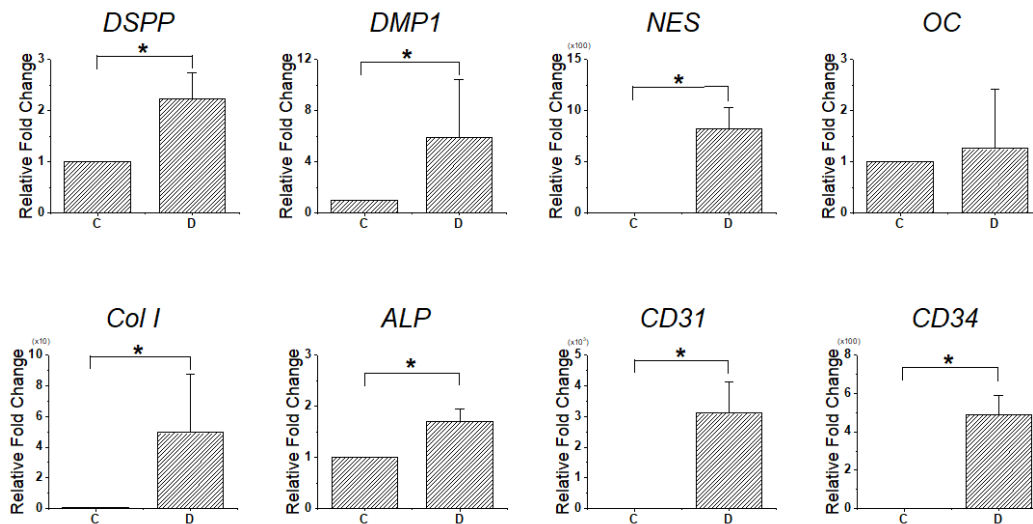 DSPP
Relative Fold Change
3
2
1
0
*
C D
DMP1
Relative Fold Change
12
8
4
0
*
C D
NES
(x100)
Relative Fold Change
15
10
5
0
*
C D
OC
Relative Fold Change
3
2
1
0
C D
Col I
(x10)
Relative Fold Change
10
8
6
4
2
0
*
C D
ALP
Relative Fold Change
3
2
1
0
*
C D
CD31
(x10³)
Relative Fold Change
5
4
3
2
1
0
*
C D
CD34
(x100)
Relative Fold Change
8
6
4
2
0
*
C D